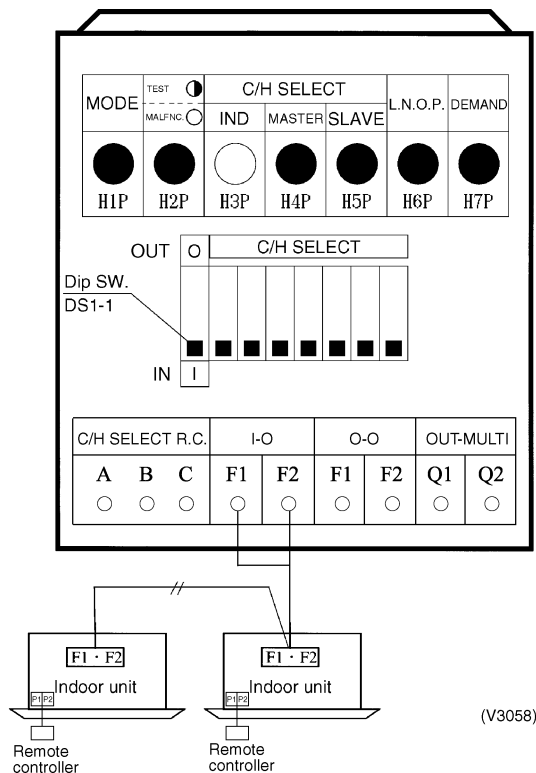 MODE
TEST
MALFNC.
C/H SELECT
IND
MASTER
SLAVE
L.N.O.P.
DEMAND
H1P H2P H3P H4P H5P H6P H7P
OUT O C/H SELECT
Dip SW.
DS1-1
IN I
C/H SELECT R.C. I-O O-O OUT-MULTI
A B C F1 F2 F1 F2 Q1 Q2
F1 · F2 F1 · F2
Indoor unit Indoor unit
P1 P2 P1 P2
(V3058)
Remote controller
Remote controller